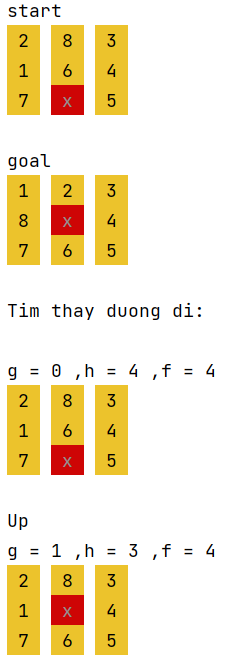 start
2 8 3
1 6 4
7 x 5
goal
1 2 3
8 x 4
7 6 5
Tim thay duong di:
g = 0 ,h = 4 ,f = 4
2 8 3
1 6 4
7 x 5
Up
g = 1 ,h = 3 ,f = 4
2 8 3
1 x 4
7 6 5